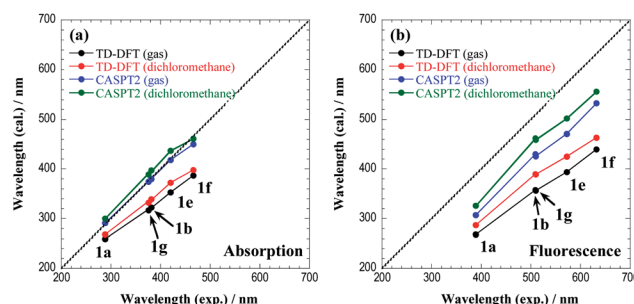 700
(a)
TD-DFT (gas)
TD-DFT (dichloromethane)
600
CASPT2 (gas)
CASPT2 (dichloromethane)
500
400
300
200
Wavelength (cal.) / nm
1f
1e
1b
1g
1a
Absorption
200 300 400 500 600 700
Wavelength (exp.) / nm
700
(b)
TD-DFT (gas)
TD-DFT (dichloromethane)
600
CASPT2 (gas)
CASPT2 (dichloromethane)
500
400
300
200
Wavelength (cal.) / nm
1f
1e
1b
1g
1a
Fluorescence
200 300 400 500 600 700
Wavelength (exp.) / nm